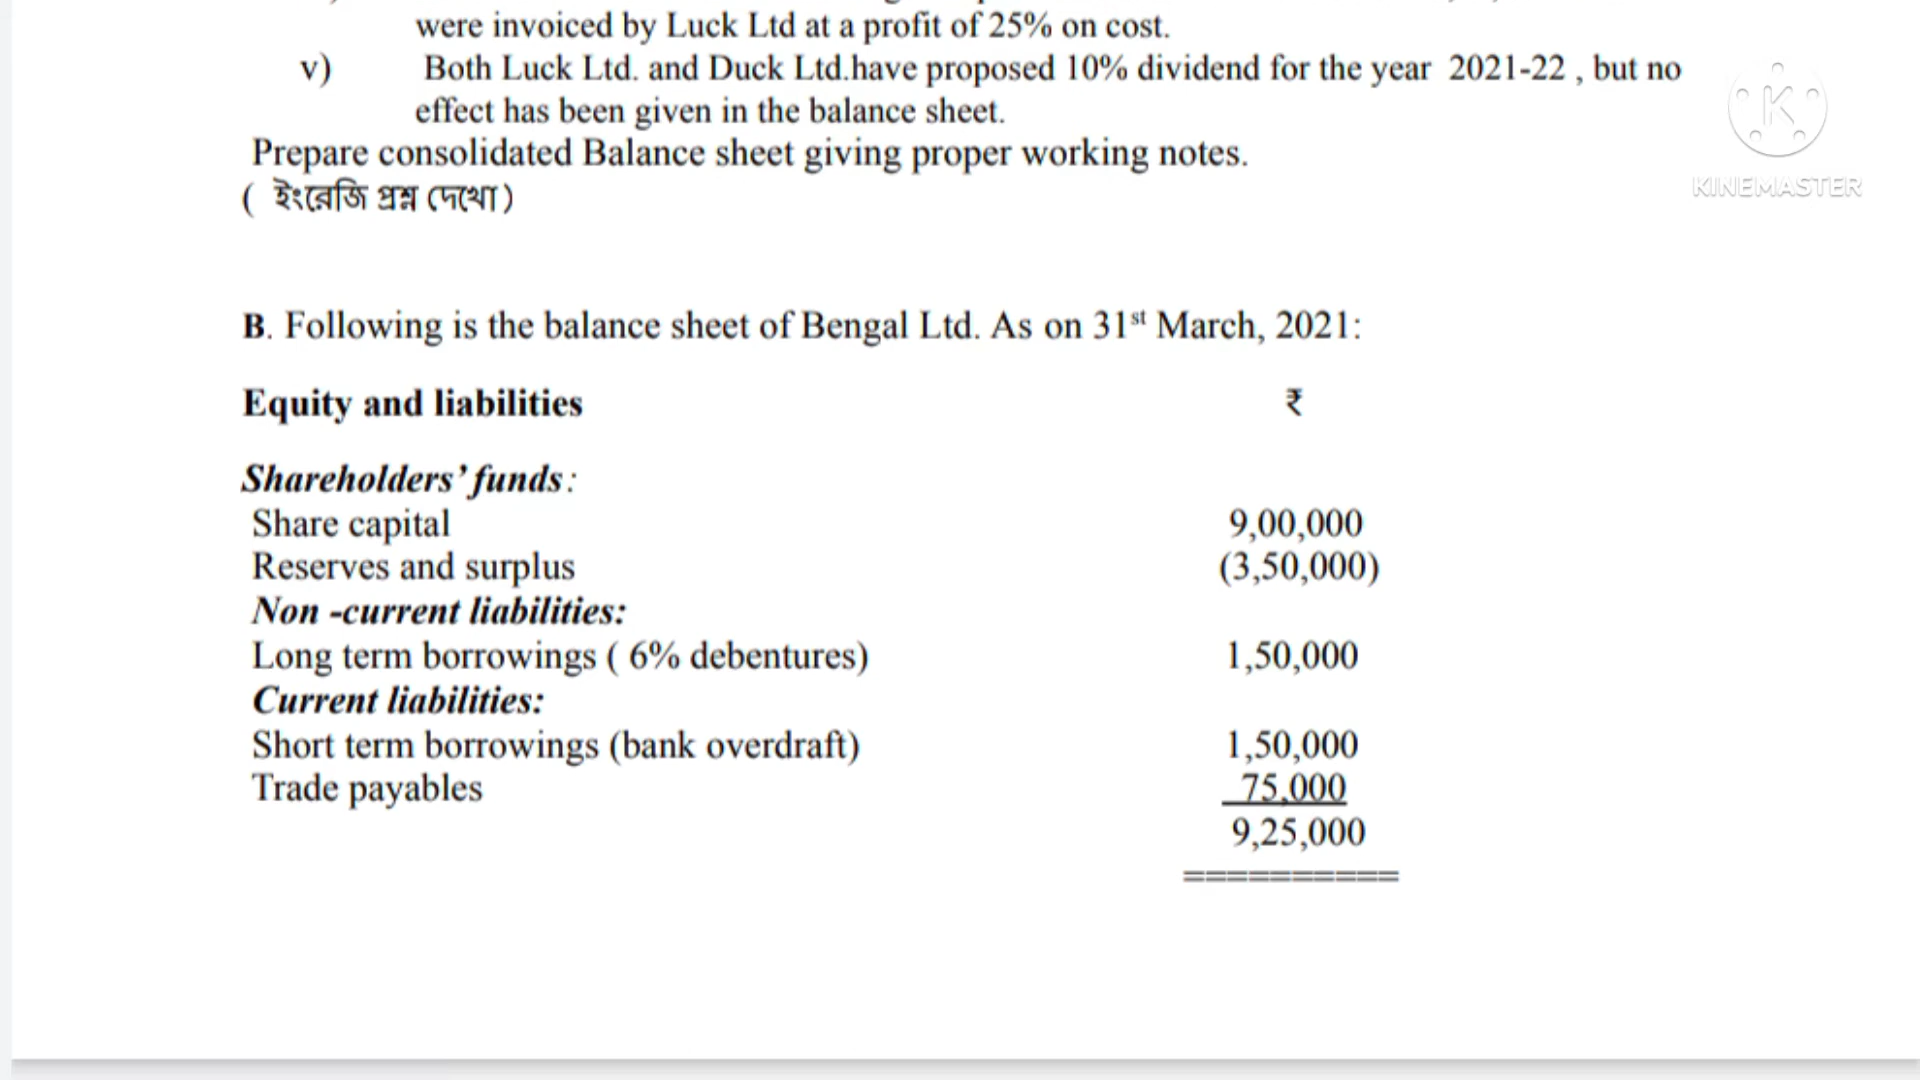 were invoiced by Luck Ltd at a profit of 25% on cost.
v) Both Luck Ltd. and Duck Ltd.have proposed 10% dividend for the year 2021-22 , but no
effect has been given in the balance sheet.
Prepare consolidated Balance sheet giving proper working notes.
( ইংরেজি প্রশ্ন দেখো)
K
KINEMASTER
B. Following is the balance sheet of Bengal Ltd. As on 31st March, 2021:
Equity and liabilities ₹
Shareholders’ funds:
Share capital 9,00,000
Reserves and surplus (3,50,000)
Non -current liabilities:
Long term borrowings ( 6% debentures) 1,50,000
Current liabilities:
Short term borrowings (bank overdraft) 1,50,000
Trade payables 75,000
9,25,000
==========